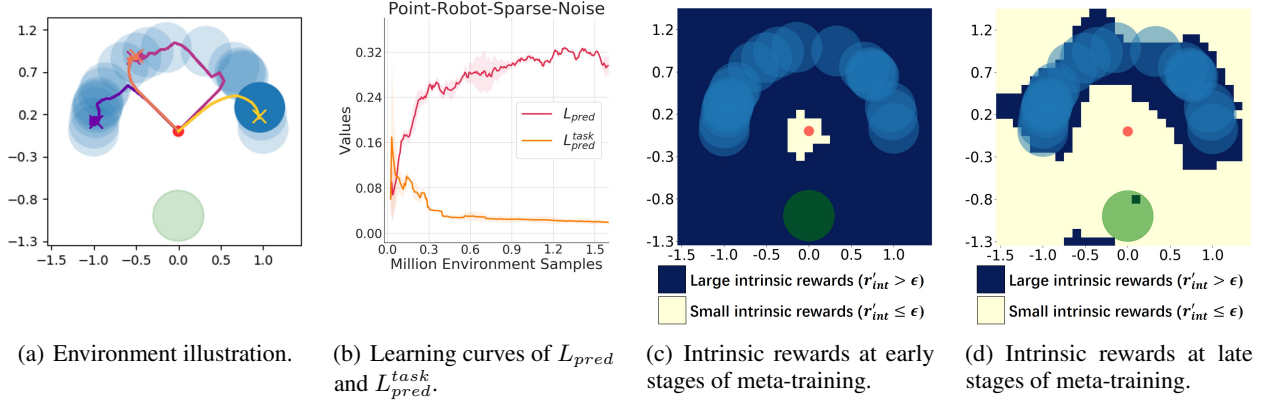 1.2
0.7
0.2
−0.3
−0.8
−1.3
−1.5
−1.0
−0.5
0.0
0.5
1.0
(a) Environment illustration.
Point-Robot-Sparse-Noise
Values
0.32
0.24
0.16
0.08
0.00
L_pred
L_pred^task
0.0
0.3
0.6
0.9
1.2
1.5
Million Environment Samples
(b) Learning curves of L_pred
and L_pred^task.
1.2
0.7
0.2
-0.3
-0.8
-1.3
-1.5
-1.0
-0.5
0.0
0.5
1.0
Large intrinsic rewards (r'_int > ϵ)
Small intrinsic rewards (r'_int ≤ ϵ)
(c) Intrinsic rewards at early
stages of meta-training.
1.2
0.7
0.2
-0.3
-0.8
-1.3
-1.5
-1.0
-0.5
0.0
0.5
1.0
Large intrinsic rewards (r'_int > ϵ)
Small intrinsic rewards (r'_int ≤ ϵ)
(d) Intrinsic rewards at late
stages of meta-training.